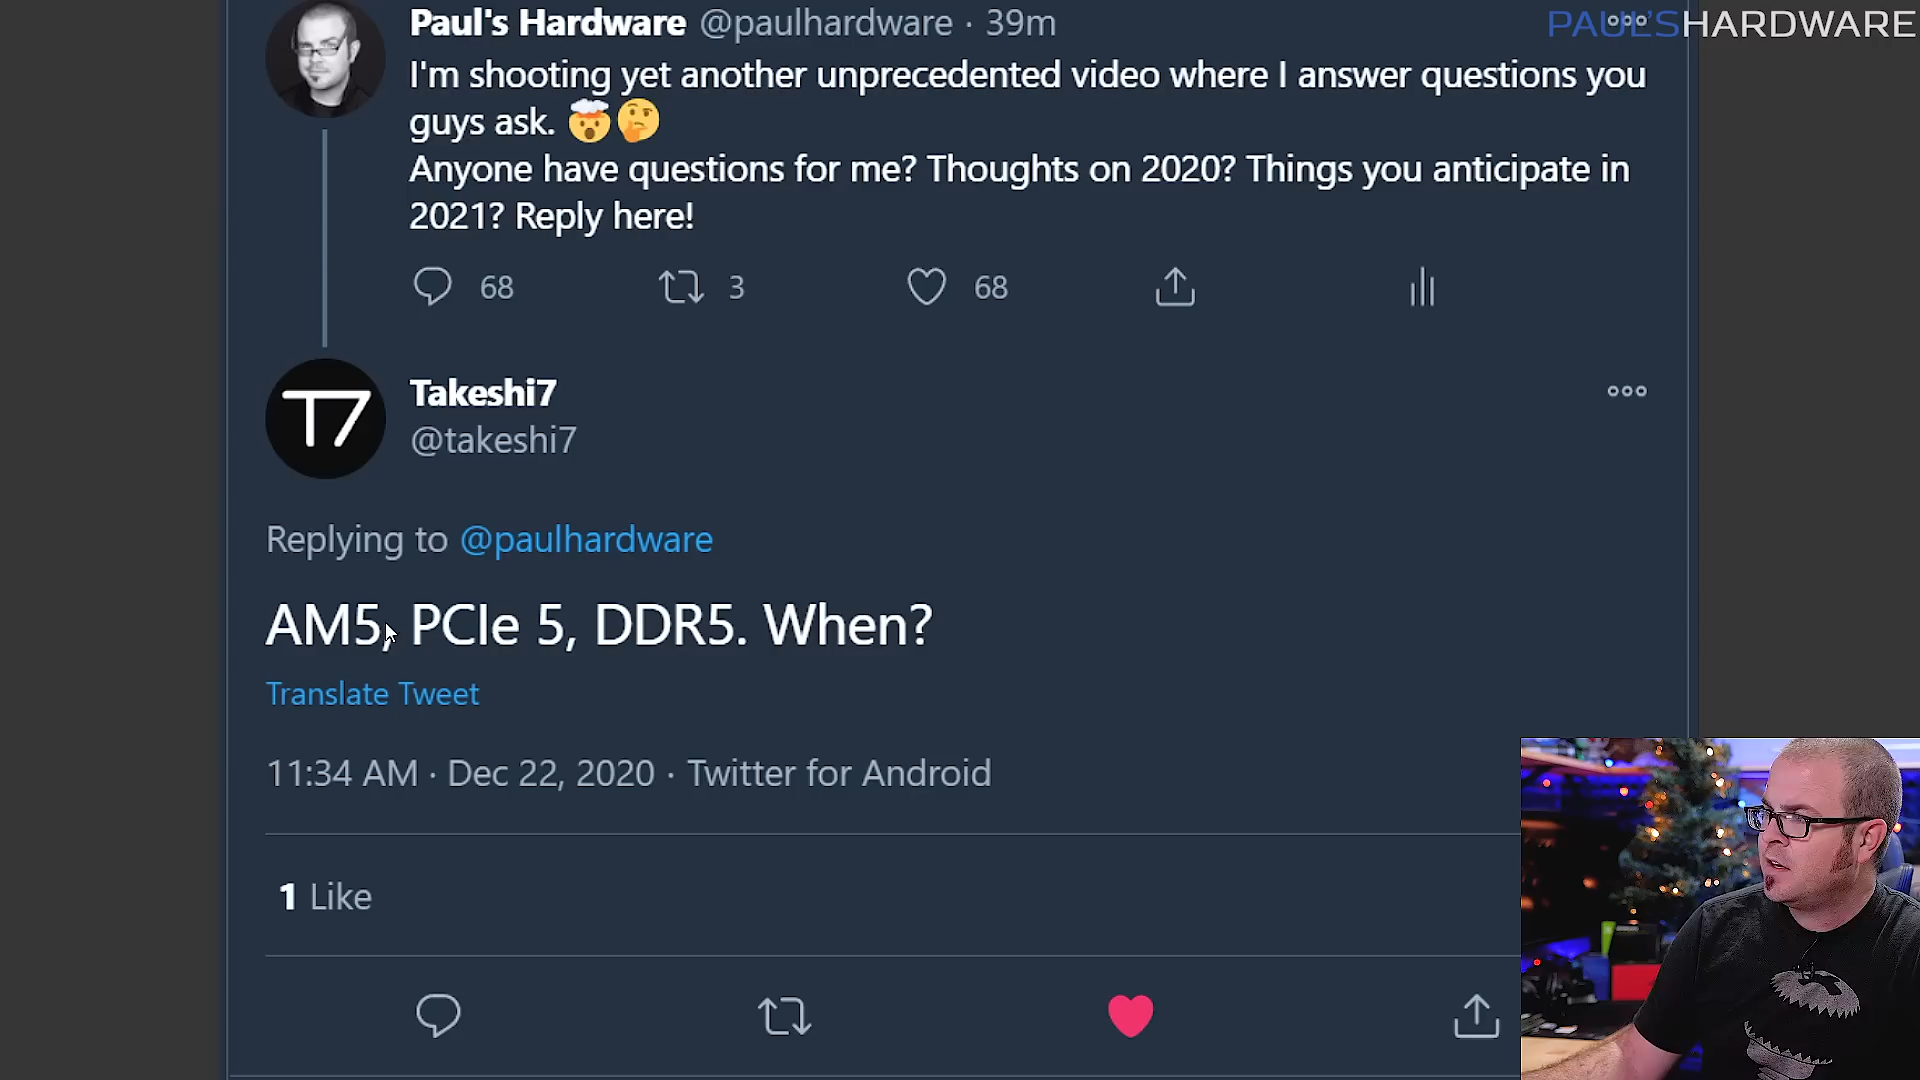 Paul's Hardware @paulhardware · 39m
PAUL'SHARDWARE
I'm shooting yet another unprecedented video where I answer questions you
guys ask. 🤯🤔
Anyone have questions for me? Thoughts on 2020? Things you anticipate in
2021? Reply here!
68 3 68
T7
Takeshi7
@takeshi7
Replying to @paulhardware
AM5, PCIe 5, DDR5. When?
Translate Tweet
11:34 AM · Dec 22, 2020 · Twitter for Android
1 Like